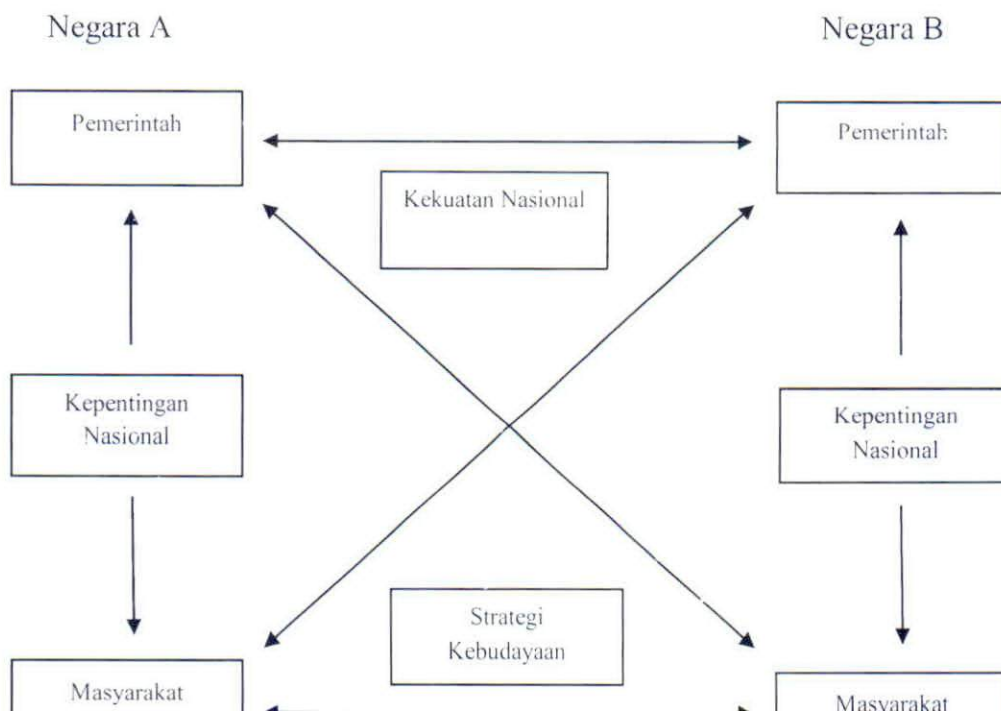 Negara A
Negara B
Pemerintah
Pemerintah
Kekuatan Nasional
Kepentingan
Nasional
Kepentingan
Nasional
Strategi
Kebudayaan
Masyarakat
Masyarakat